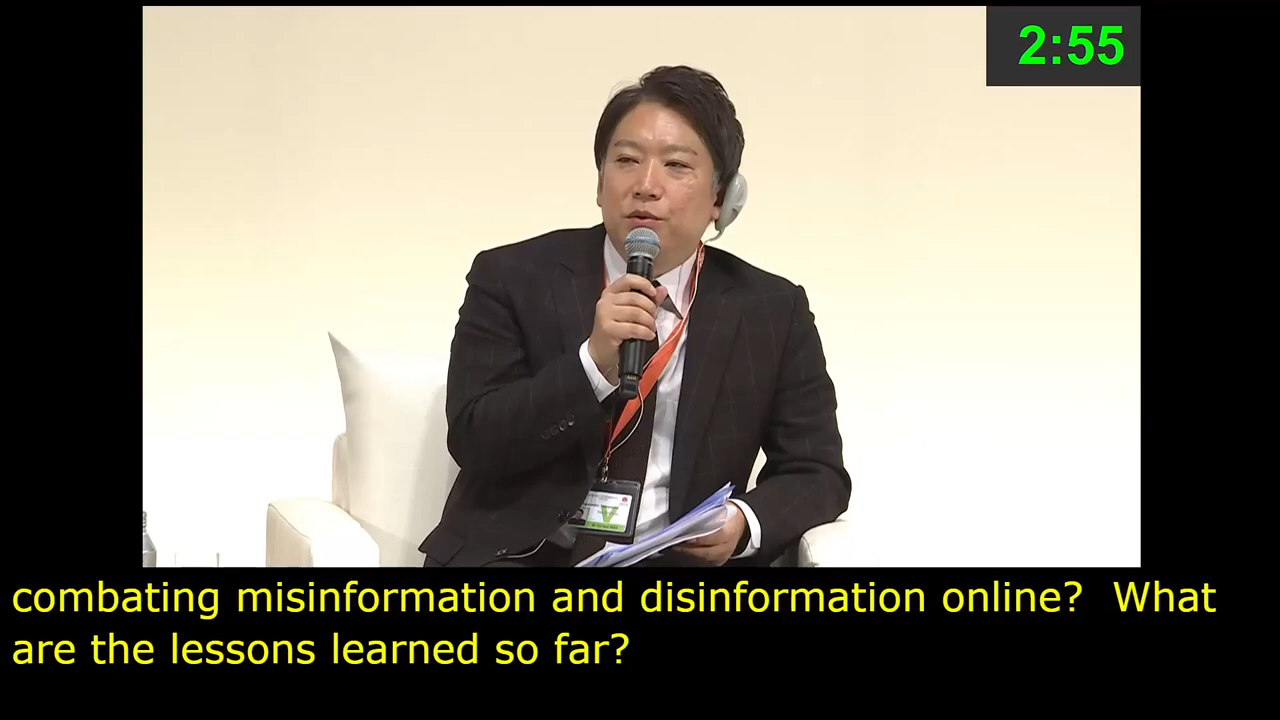 2:55
combating misinformation and disinformation online?  What
are the lessons learned so far?